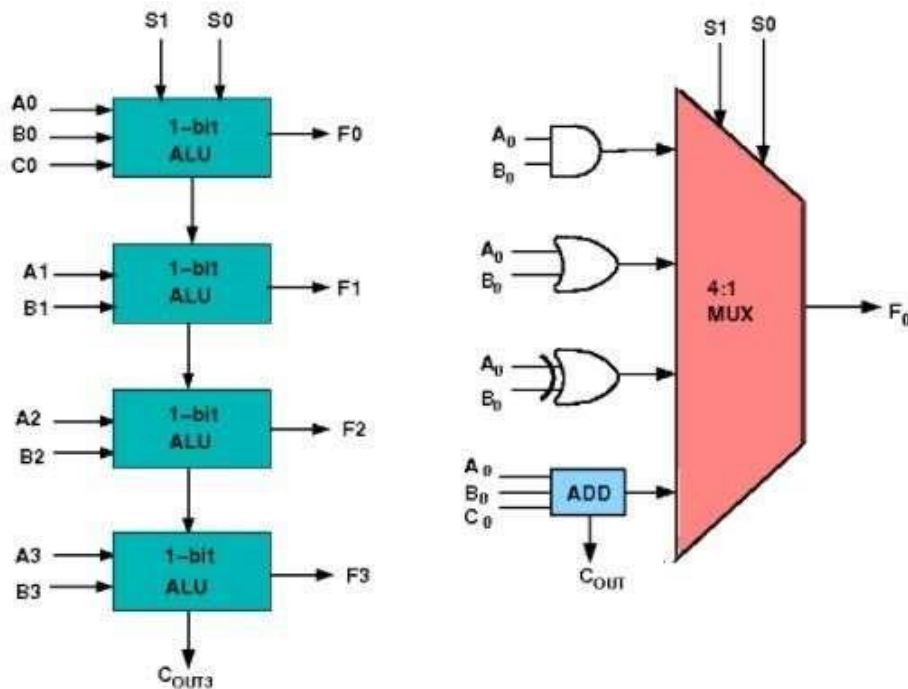 S1 S0
A0
B0
C0
1-bit
ALU
F0
A1
B1
1-bit
ALU
F1
A2
B2
1-bit
ALU
F2
A3
B3
1-bit
ALU
F3
COUT3
S1 S0
A0
B0
A0
B0
A0
B0
A0
B0
C0
ADD
COUT
4:1
MUX
F0